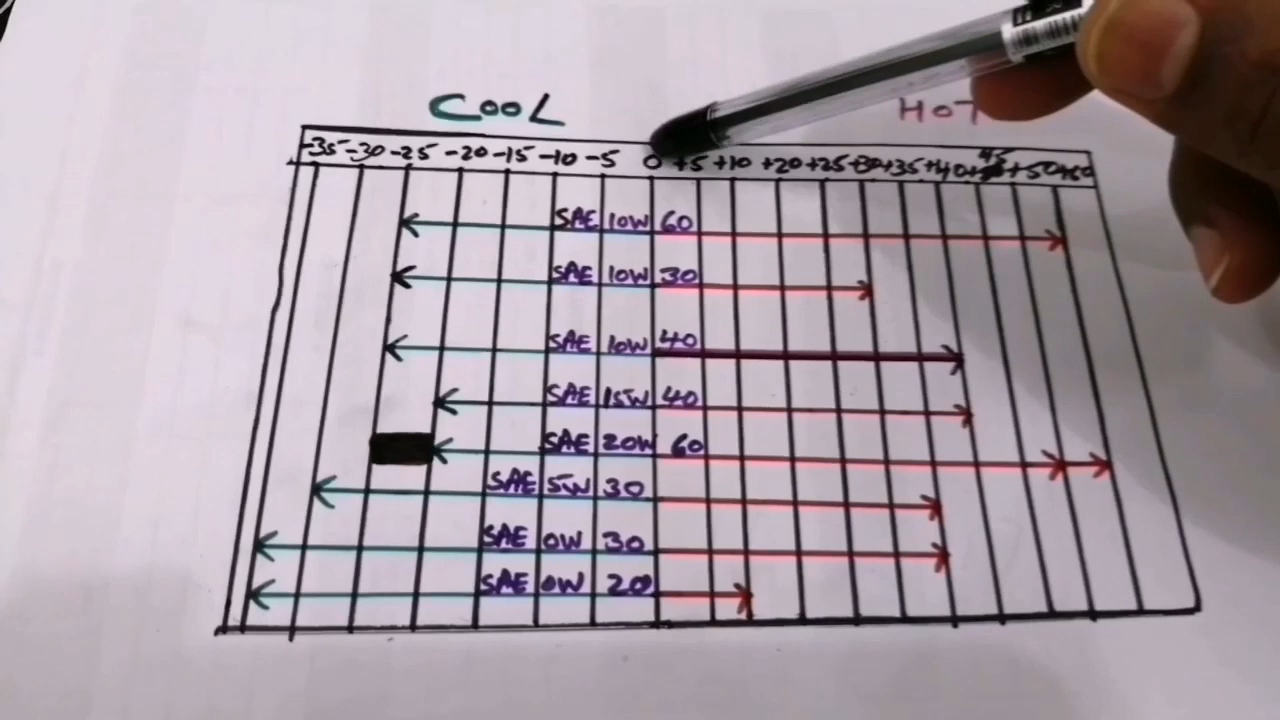 COOL HOT
-35 -30 -25 -20 -15 -10 -5 0 +5 +10 +20 +25 +30 +35 +40 +45 +50 +60
SAE 10W 60
SAE 10W 30
SAE 10W 40
SAE 15W 40
SAE 20W 60
SAE 5W 30
SAE 0W 30
SAE 0W 20